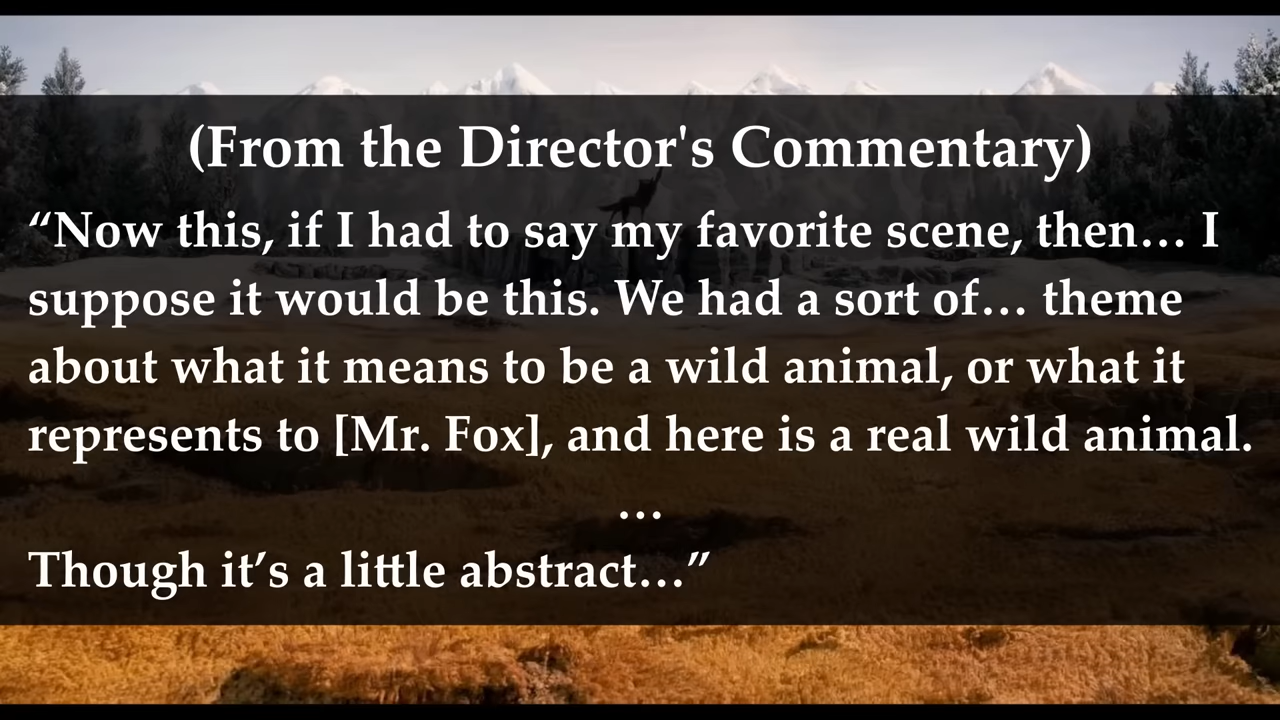 (From the Director's Commentary)
“Now this, if I had to say my favorite scene, then… I
suppose it would be this. We had a sort of… theme
about what it means to be a wild animal, or what it
represents to [Mr. Fox], and here is a real wild animal.
…
Though it’s a little abstract…”